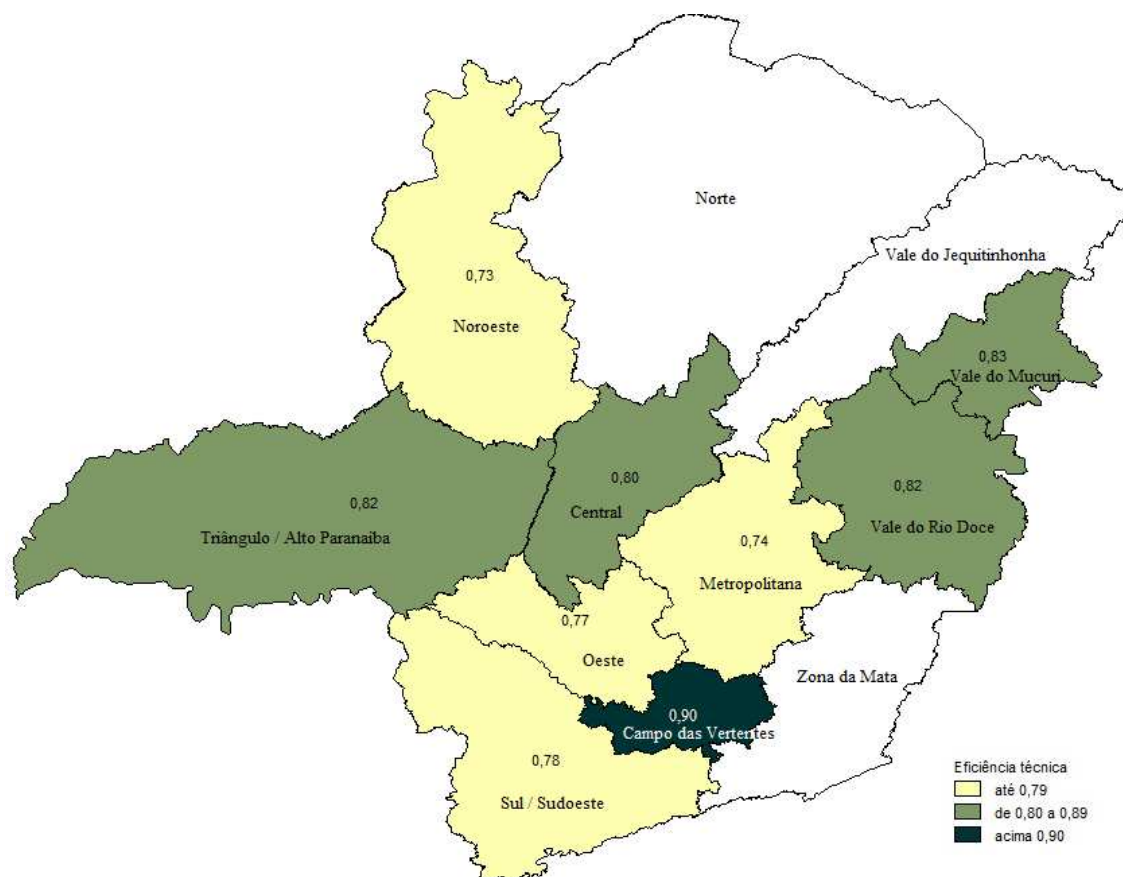 Norte
Vale do Jequitinhonha
0,73
Noroeste
0,83
Vale do Mucuri
0,82
Triângulo / Alto Paranaiba
0,80
Central
0,82
Vale do Rio Doce
0,74
Metropolitana
0,77
Oeste
Zona da Mata
0,90
Campo das Vertentes
0,78
Sul / Sudoeste
Eficiência técnica
até 0,79
de 0,80 a 0,89
acima 0,90